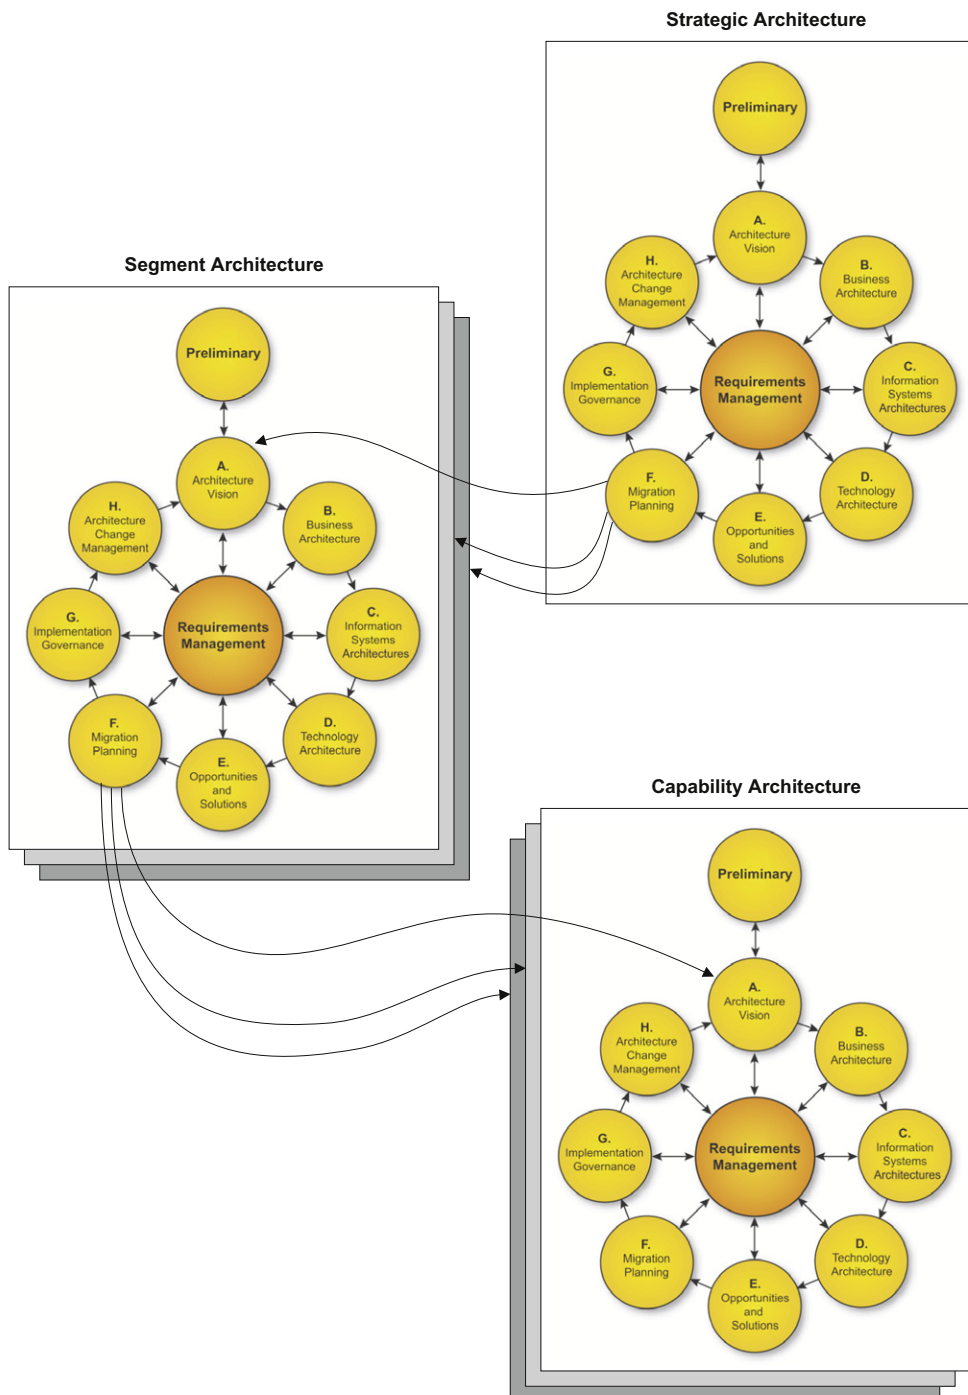 Strategic Architecture
Preliminary
A.
Architecture
Vision
H.
Architecture
Change
Management
B.
Business
Architecture
G.
Implementation
Governance
Requirements
Management
C.
Information
Systems
Architectures
F.
Migration
Planning
D.
Technology
Architecture
E.
Opportunities
and
Solutions
Segment Architecture
Preliminary
A.
Architecture
Vision
H.
Architecture
Change
Management
B.
Business
Architecture
G.
Implementation
Governance
Requirements
Management
C.
Information
Systems
Architectures
F.
Migration
Planning
D.
Technology
Architecture
E.
Opportunities
and
Solutions
Capability Architecture
Preliminary
A.
Architecture
Vision
H.
Architecture
Change
Management
B.
Business
Architecture
G.
Implementation
Governance
Requirements
Management
C.
Information
Systems
Architectures
F.
Migration
Planning
D.
Technology
Architecture
E.
Opportunities
and
Solutions